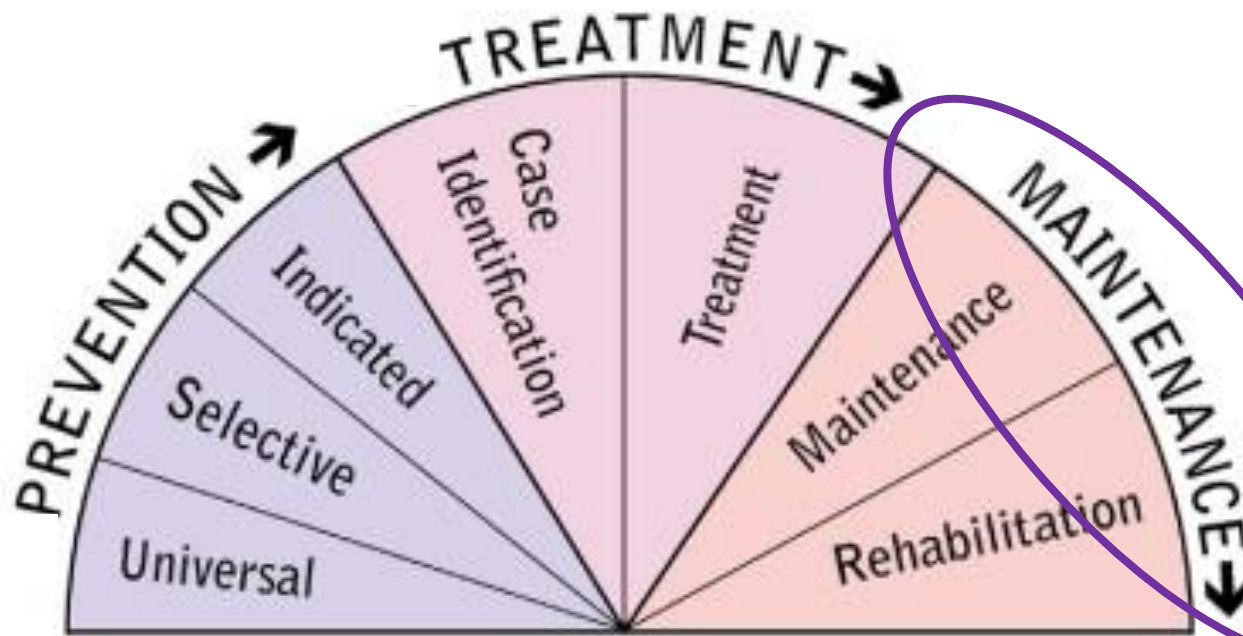 PREVENTION
TREATMENT
MAINTENANCE
Universal
Selective
Indicated
Case
Identification
Treatment
Maintenance
Rehabilitation